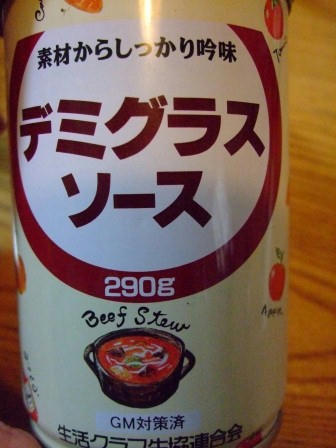 素材からしっかり吟味
デミグラス
ソース
290g
Beef Stew
GM対策済
生活クラブ生協連合会